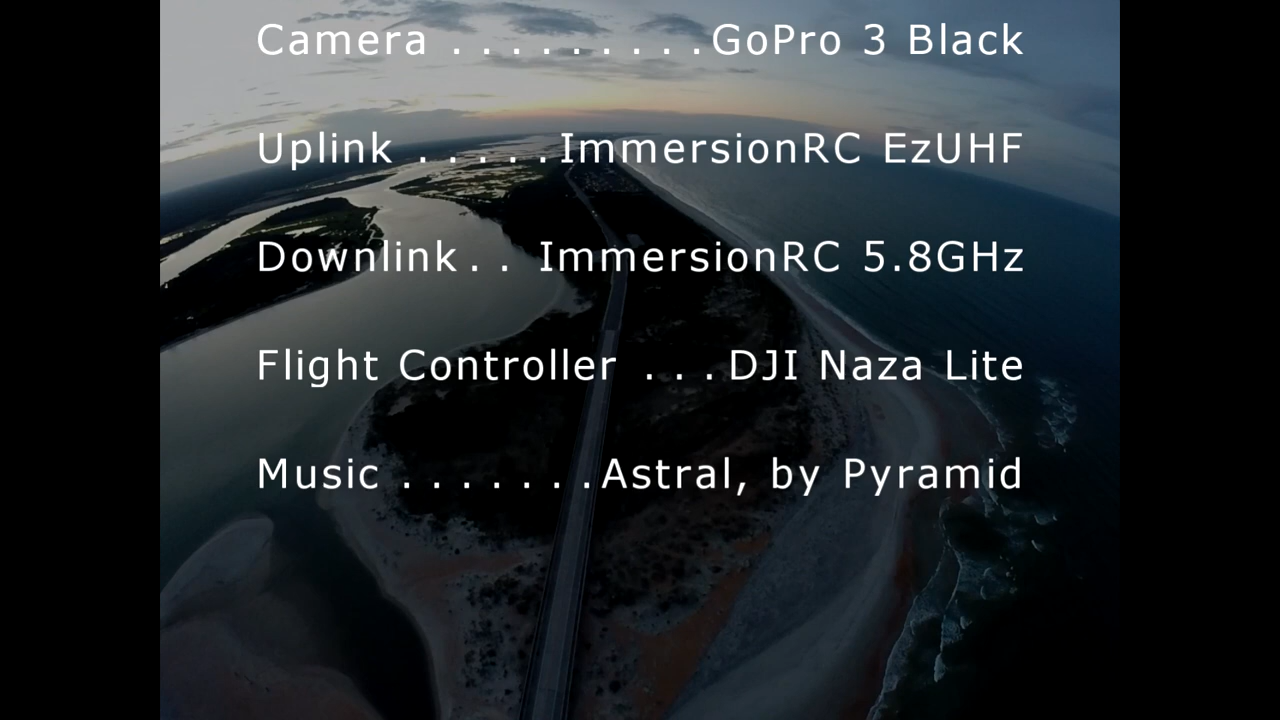 Camera . . . . . . . . . GoPro 3 Black
Uplink . . . . . ImmersionRC EzUHF
Downlink . . ImmersionRC 5.8GHz
Flight Controller . . . DJI Naza Lite
Music . . . . . . . Astral, by Pyramid